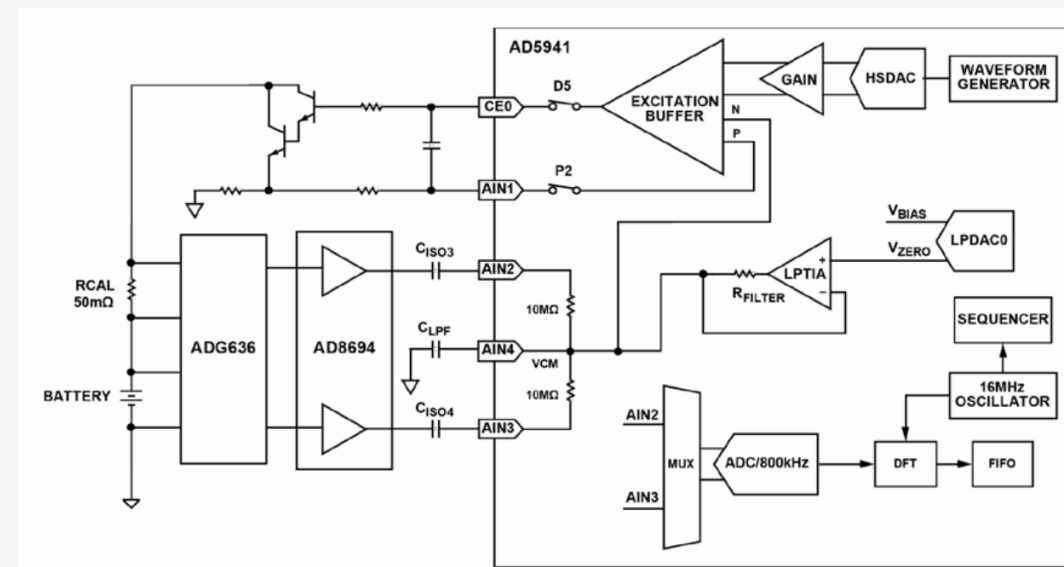 AD5941
CE0
D5
EXCITATION
BUFFER
N
P
GAIN
HSDAC
WAVEFORM
GENERATOR
AIN1
P2
RCAL
50mΩ
BATTERY
ADG636
AD8694
CISO3
AIN2
10MΩ
CLPF
AIN4
VCM
10MΩ
CISO4
AIN3
RFILTER
LPTIA
+
−
VBIAS
VZERO
LPDAC0
SEQUENCER
16MHz
OSCILLATOR
AIN2
AIN3
MUX
ADC/800kHz
DFT
FIFO